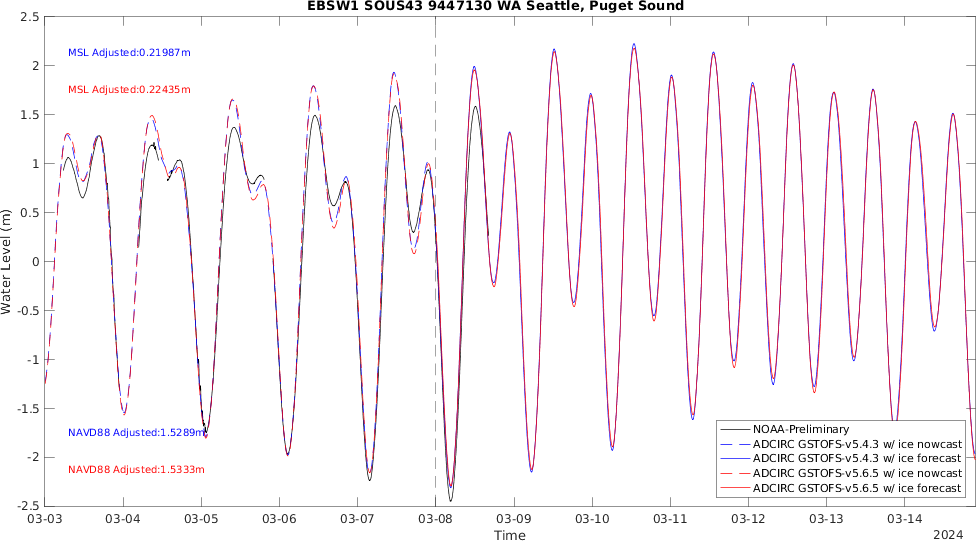 EBSW1 SOUS43 9447130 WA Seattle, Puget Sound
2.5
2
1.5
1
0.5
0
-0.5
-1
-1.5
-2
-2.5
Water Level (m)
MSL Adjusted:0.21987m
MSL Adjusted:0.22435m
NAVD88 Adjusted:1.5289m
NAVD88 Adjusted:1.5333m
NOAA-Preliminary
ADCIRC GSTOFS-v5.4.3 w/ ice nowcast
ADCIRC GSTOFS-v5.4.3 w/ ice forecast
ADCIRC GSTOFS-v5.6.5 w/ ice nowcast
ADCIRC GSTOFS-v5.6.5 w/ ice forecast
03-03 03-04 03-05 03-06 03-07 03-08 03-09 03-10 03-11 03-12 03-13 03-14
Time
2024